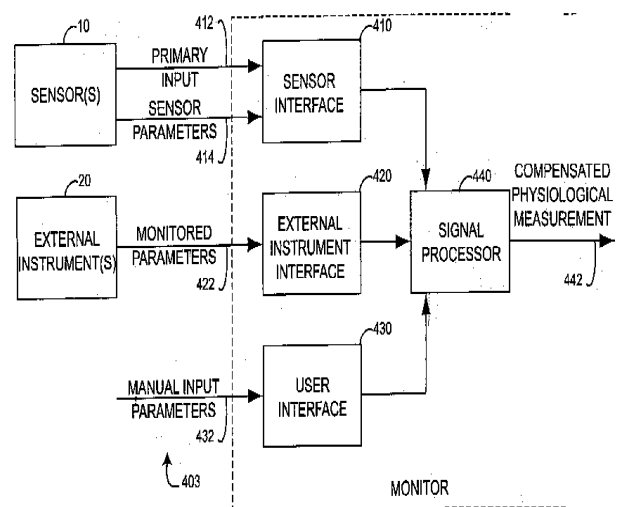 412
410
10
PRIMARY
INPUT
SENSOR(S)
SENSOR
INTERFACE
SENSOR
PARAMETERS
414
20
420
440
COMPENSATED
PHYSIOLOGICAL
MEASUREMENT
EXTERNAL
INSTRUMENT(S)
MONITORED
PARAMETERS
422
EXTERNAL
INSTRUMENT
INTERFACE
SIGNAL
PROCESSOR
442
430
MANUAL INPUT
PARAMETERS
432
USER
INTERFACE
403
MONITOR